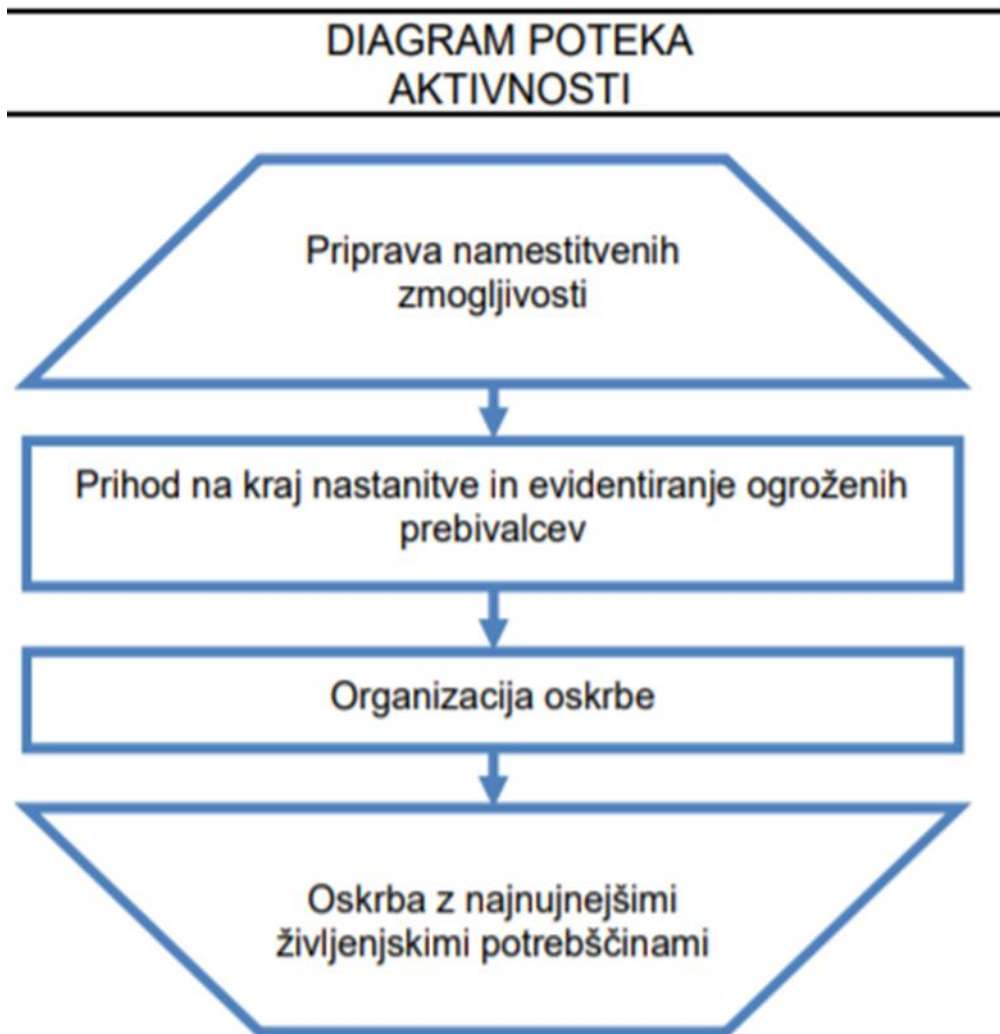 DIAGRAM POTEKA
AKTIVNOSTI
Priprava namestitvenih
zmogljivosti
Prihod na kraj nastanitve in evidentiranje ogroženih
prebivalcev
Organizacija oskrbe
Oskrba z najnujnejšimi
življenjskimi potrebščinami